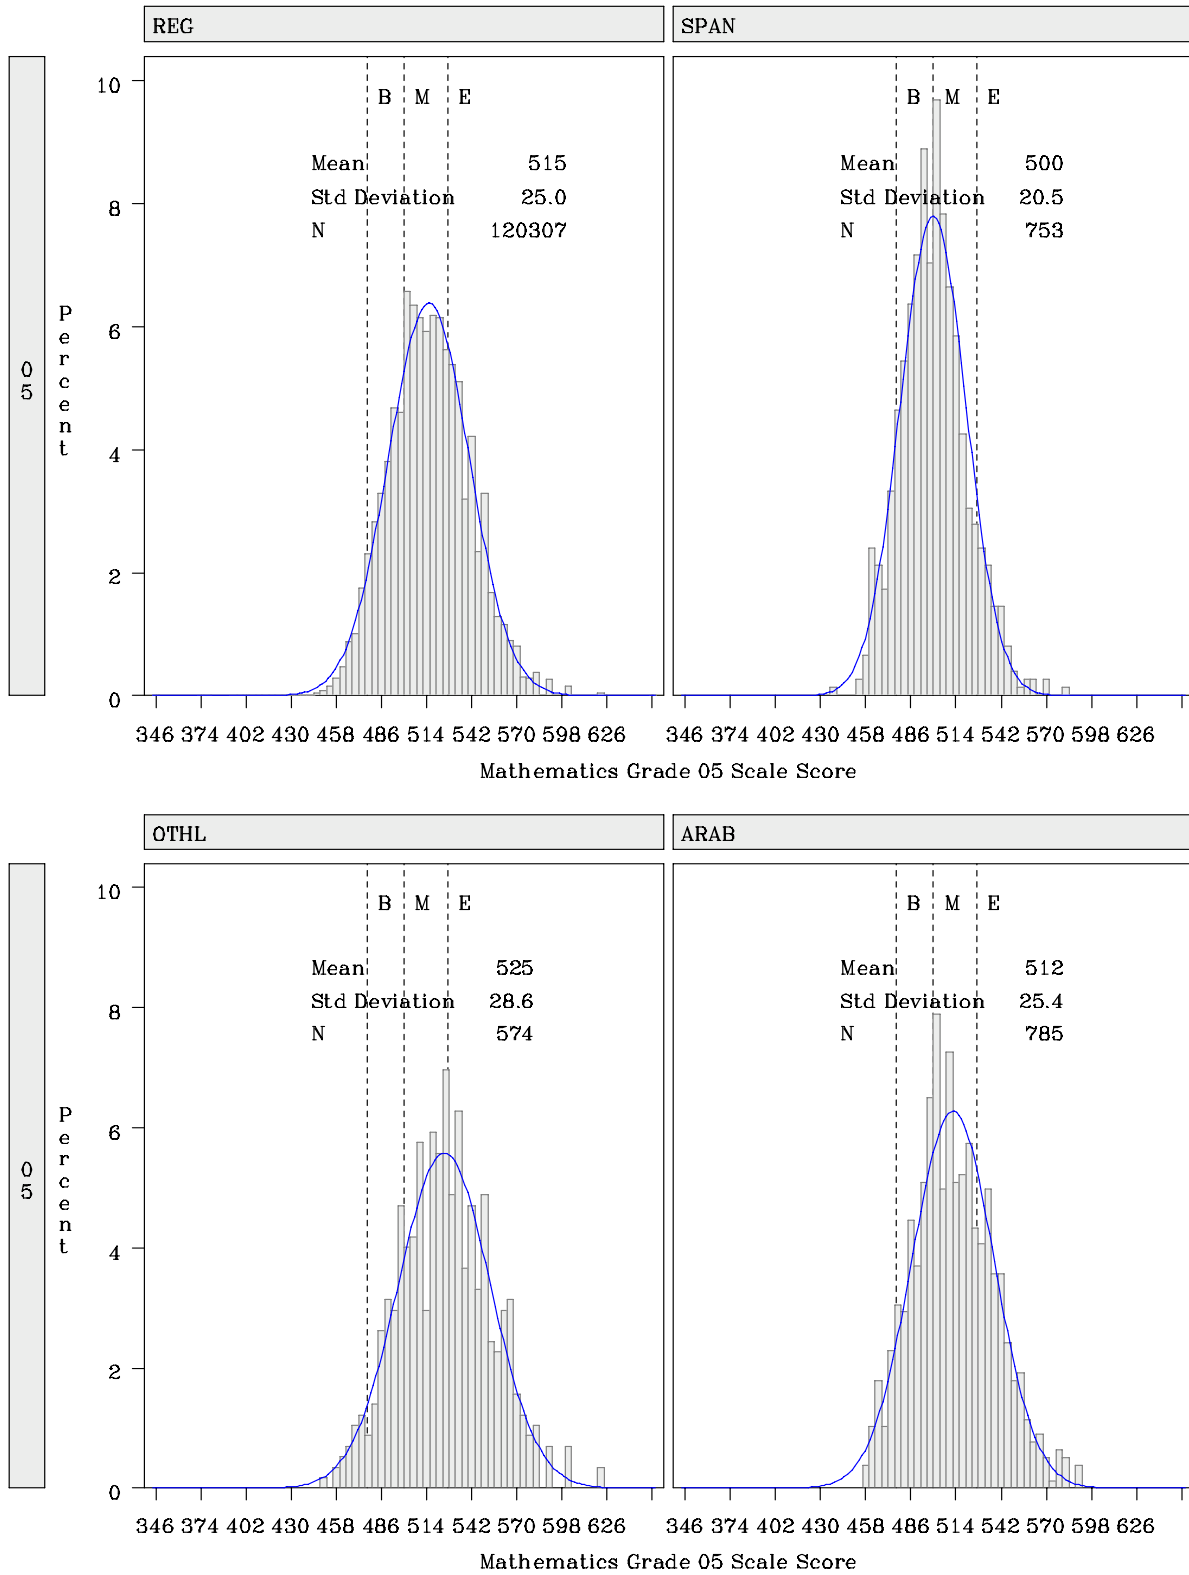 REG
SPAN
05
Percent
10
8
6
4
2
0
B M E
Mean 515
Std Deviation 25.0
N 120307
B M E
Mean 500
Std Deviation 20.5
N 753
346 374 402 430 458 486 514 542 570 598 626
346 374 402 430 458 486 514 542 570 598 626
Mathematics Grade 05 Scale Score
OTHL
ARAB
05
Percent
10
8
6
4
2
0
B M E
Mean 525
Std Deviation 28.6
N 574
B M E
Mean 512
Std Deviation 25.4
N 785
346 374 402 430 458 486 514 542 570 598 626
346 374 402 430 458 486 514 542 570 598 626
Mathematics Grade 05 Scale Score